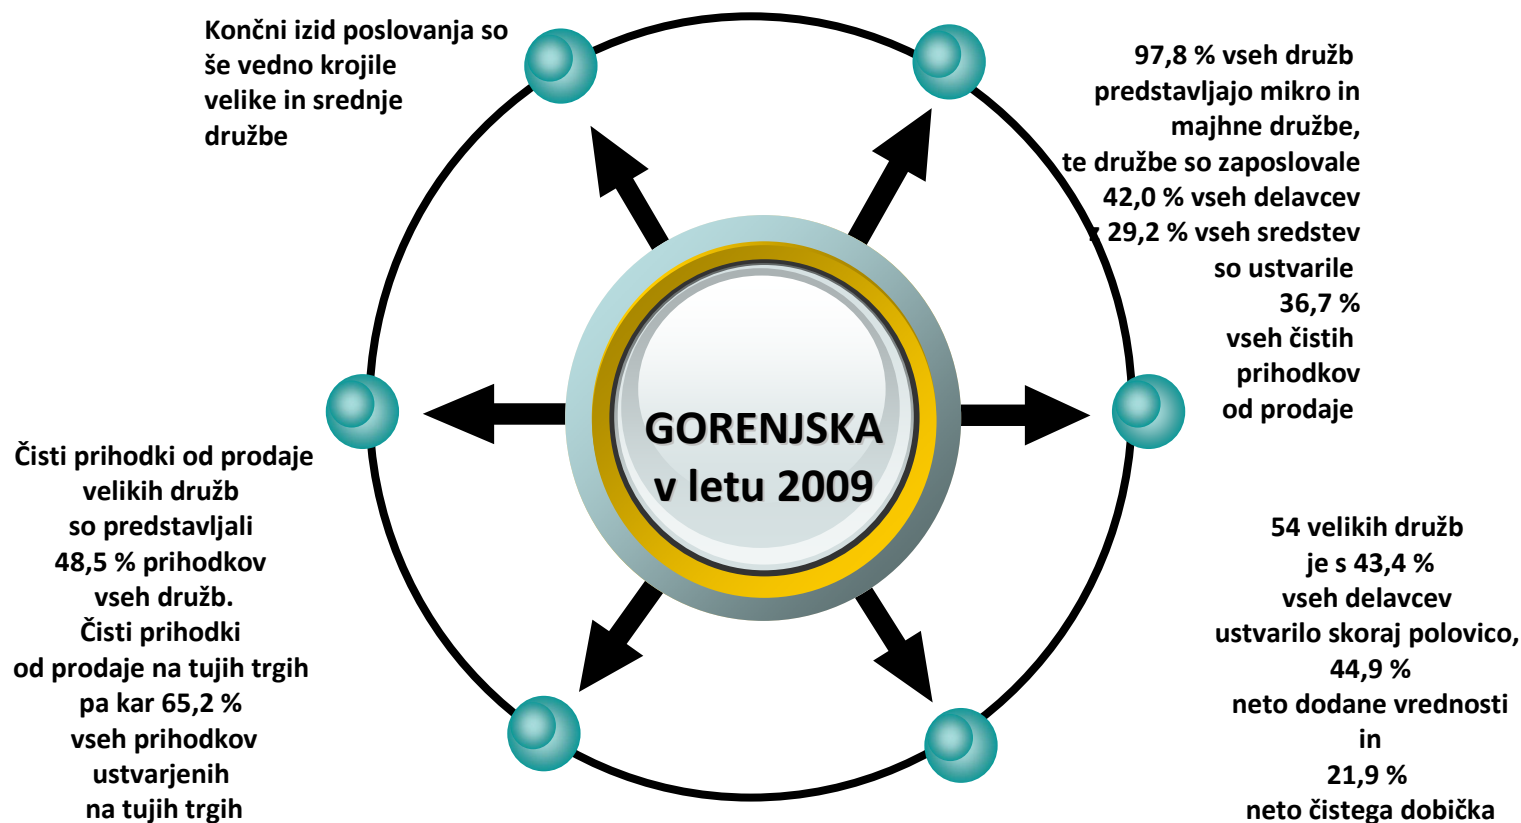 Končni izid poslovanja so
še vedno krojile
velike in srednje
družbe
97,8 % vseh družb
predstavljajo mikro in
majhne družbe,
te družbe so zaposlovale
42,0 % vseh delavcev
z 29,2 % vseh sredstev
so ustvarile
36,7 %
vseh čistih
prihodkov
od prodaje
GORENJSKA
v letu 2009
Čisti prihodki od prodaje
velikih družb
so predstavljali
48,5 % prihodkov
vseh družb.
Čisti prihodki
od prodaje na tujih trgih
pa kar 65,2 %
vseh prihodkov
ustvarjenih
na tujih trgih
54 velikih družb
je s 43,4 %
vseh delavcev
ustvarilo skoraj polovico,
44,9 %
neto dodane vrednosti
in
21,9 %
neto čistega dobička